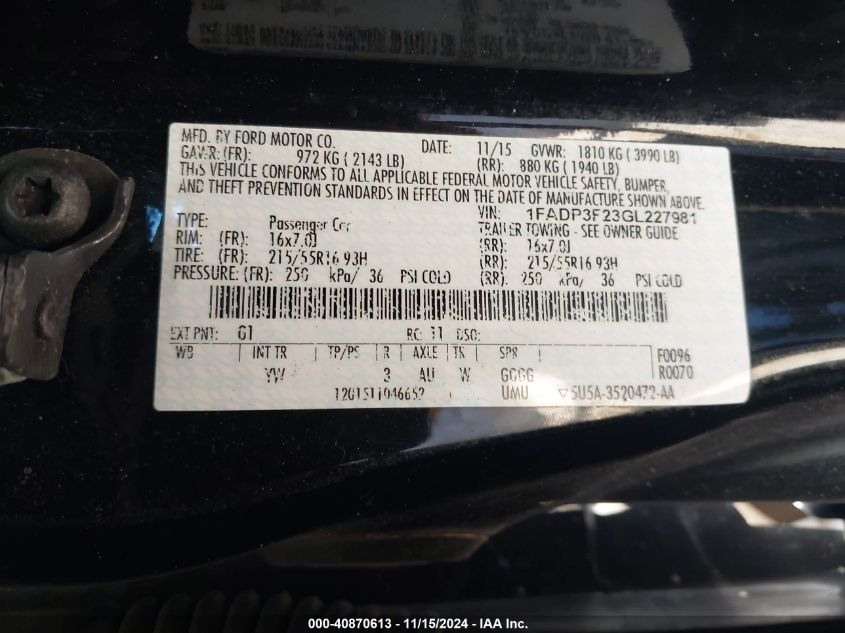 MFD. BY FORD MOTOR CO. DATE: 11/15 GVWR: 1810 KG ( 3990 LB)
GAWR: (FR): 972 KG ( 2143 LB) (RR): 880 KG ( 1940 LB)
THIS VEHICLE CONFORMS TO ALL APPLICABLE FEDERAL MOTOR VEHICLE SAFETY, BUMPER,
AND THEFT PREVENTION STANDARDS IN EFFECT ON THE DATE OF MANUFACTURE SHOWN ABOVE.
VIN: 1FADP3F23GL227981
TYPE: Passenger Car TRAILER TOWING - SEE OWNER GUIDE
RIM: (FR): 16x7.0J (RR): 16x7.0J
TIRE: (FR): 215/55R16 93H (RR): 215/55R16 93H
PRESSURE: (FR): 250 kPa/ 36 PSI COLD (RR): 250 kPa/ 36 PSI COLD
EXT PNT: G1 RC: 11 DSO:
WB INT TR TP/PS R AXLE TR SPR F0096
YW 3 AU W GGGG R0070
1201511046652 UMU ▽5U5A-3520472-AA
000-40870613 - 11/15/2024 - IAA Inc.